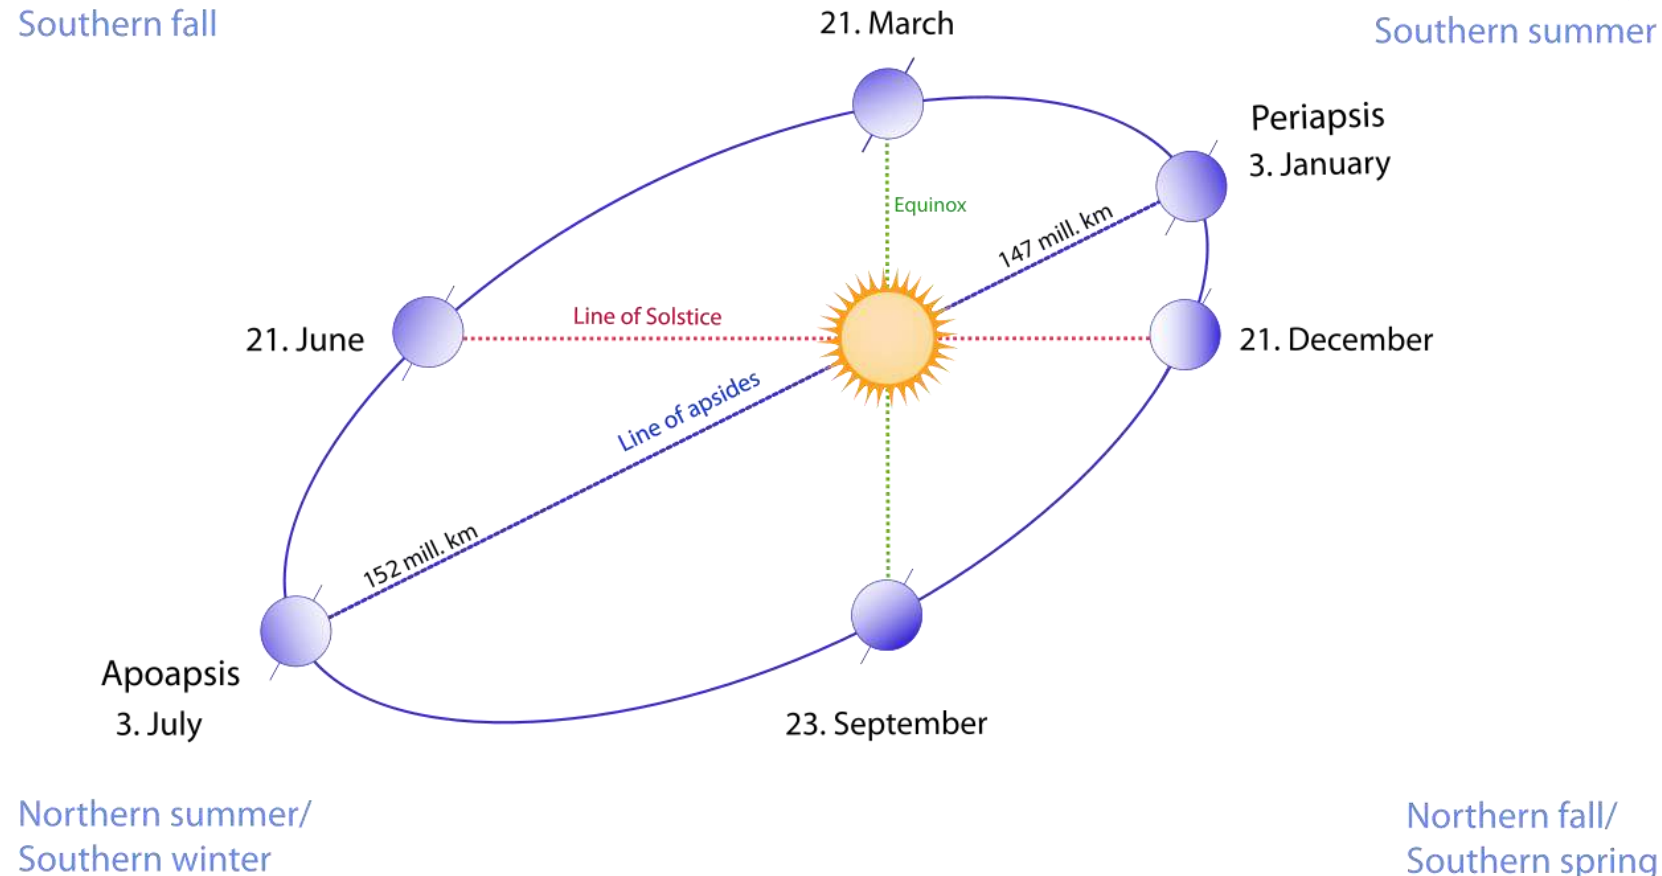 Southern fall
21. March
Southern summer
Periapsis
3. January
Equinox
147 mill. km
Line of Solstice
21. June
21. December
Line of apsides
152 mill. km
Apoapsis
3. July
23. September
Northern summer/
Southern winter
Northern fall/
Southern spring